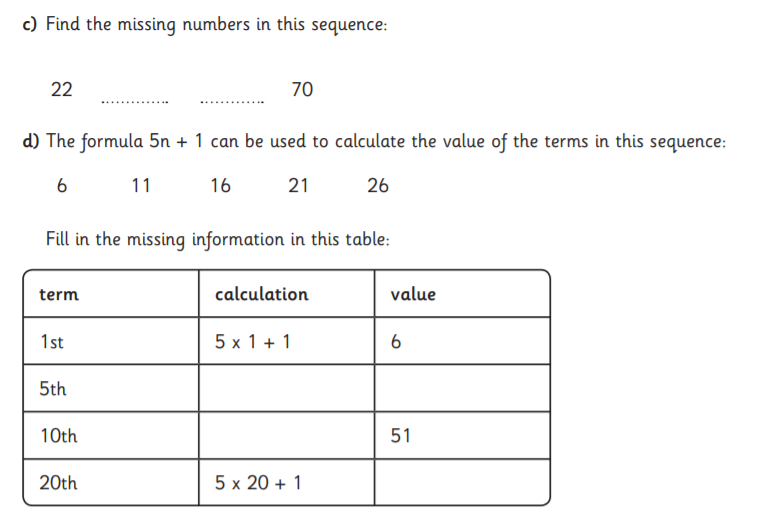 c) Find the missing numbers in this sequence:
22 ............. ............. 70
d) The formula 5n + 1 can be used to calculate the value of the terms in this sequence:
6 11 16 21 26
Fill in the missing information in this table:
term calculation value
1st 5 x 1 + 1 6
5th
10th 51
20th 5 x 20 + 1